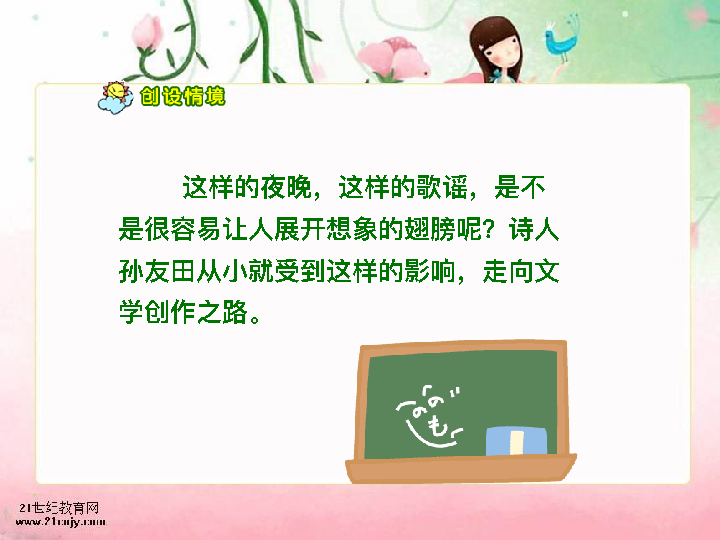 创设情境
这样的夜晚，这样的歌谣，是不
是很容易让人展开想象的翅膀呢？诗人
孙友田从小就受到这样的影响，走向文
学创作之路。
21世纪教育网
www.21cnjy.com